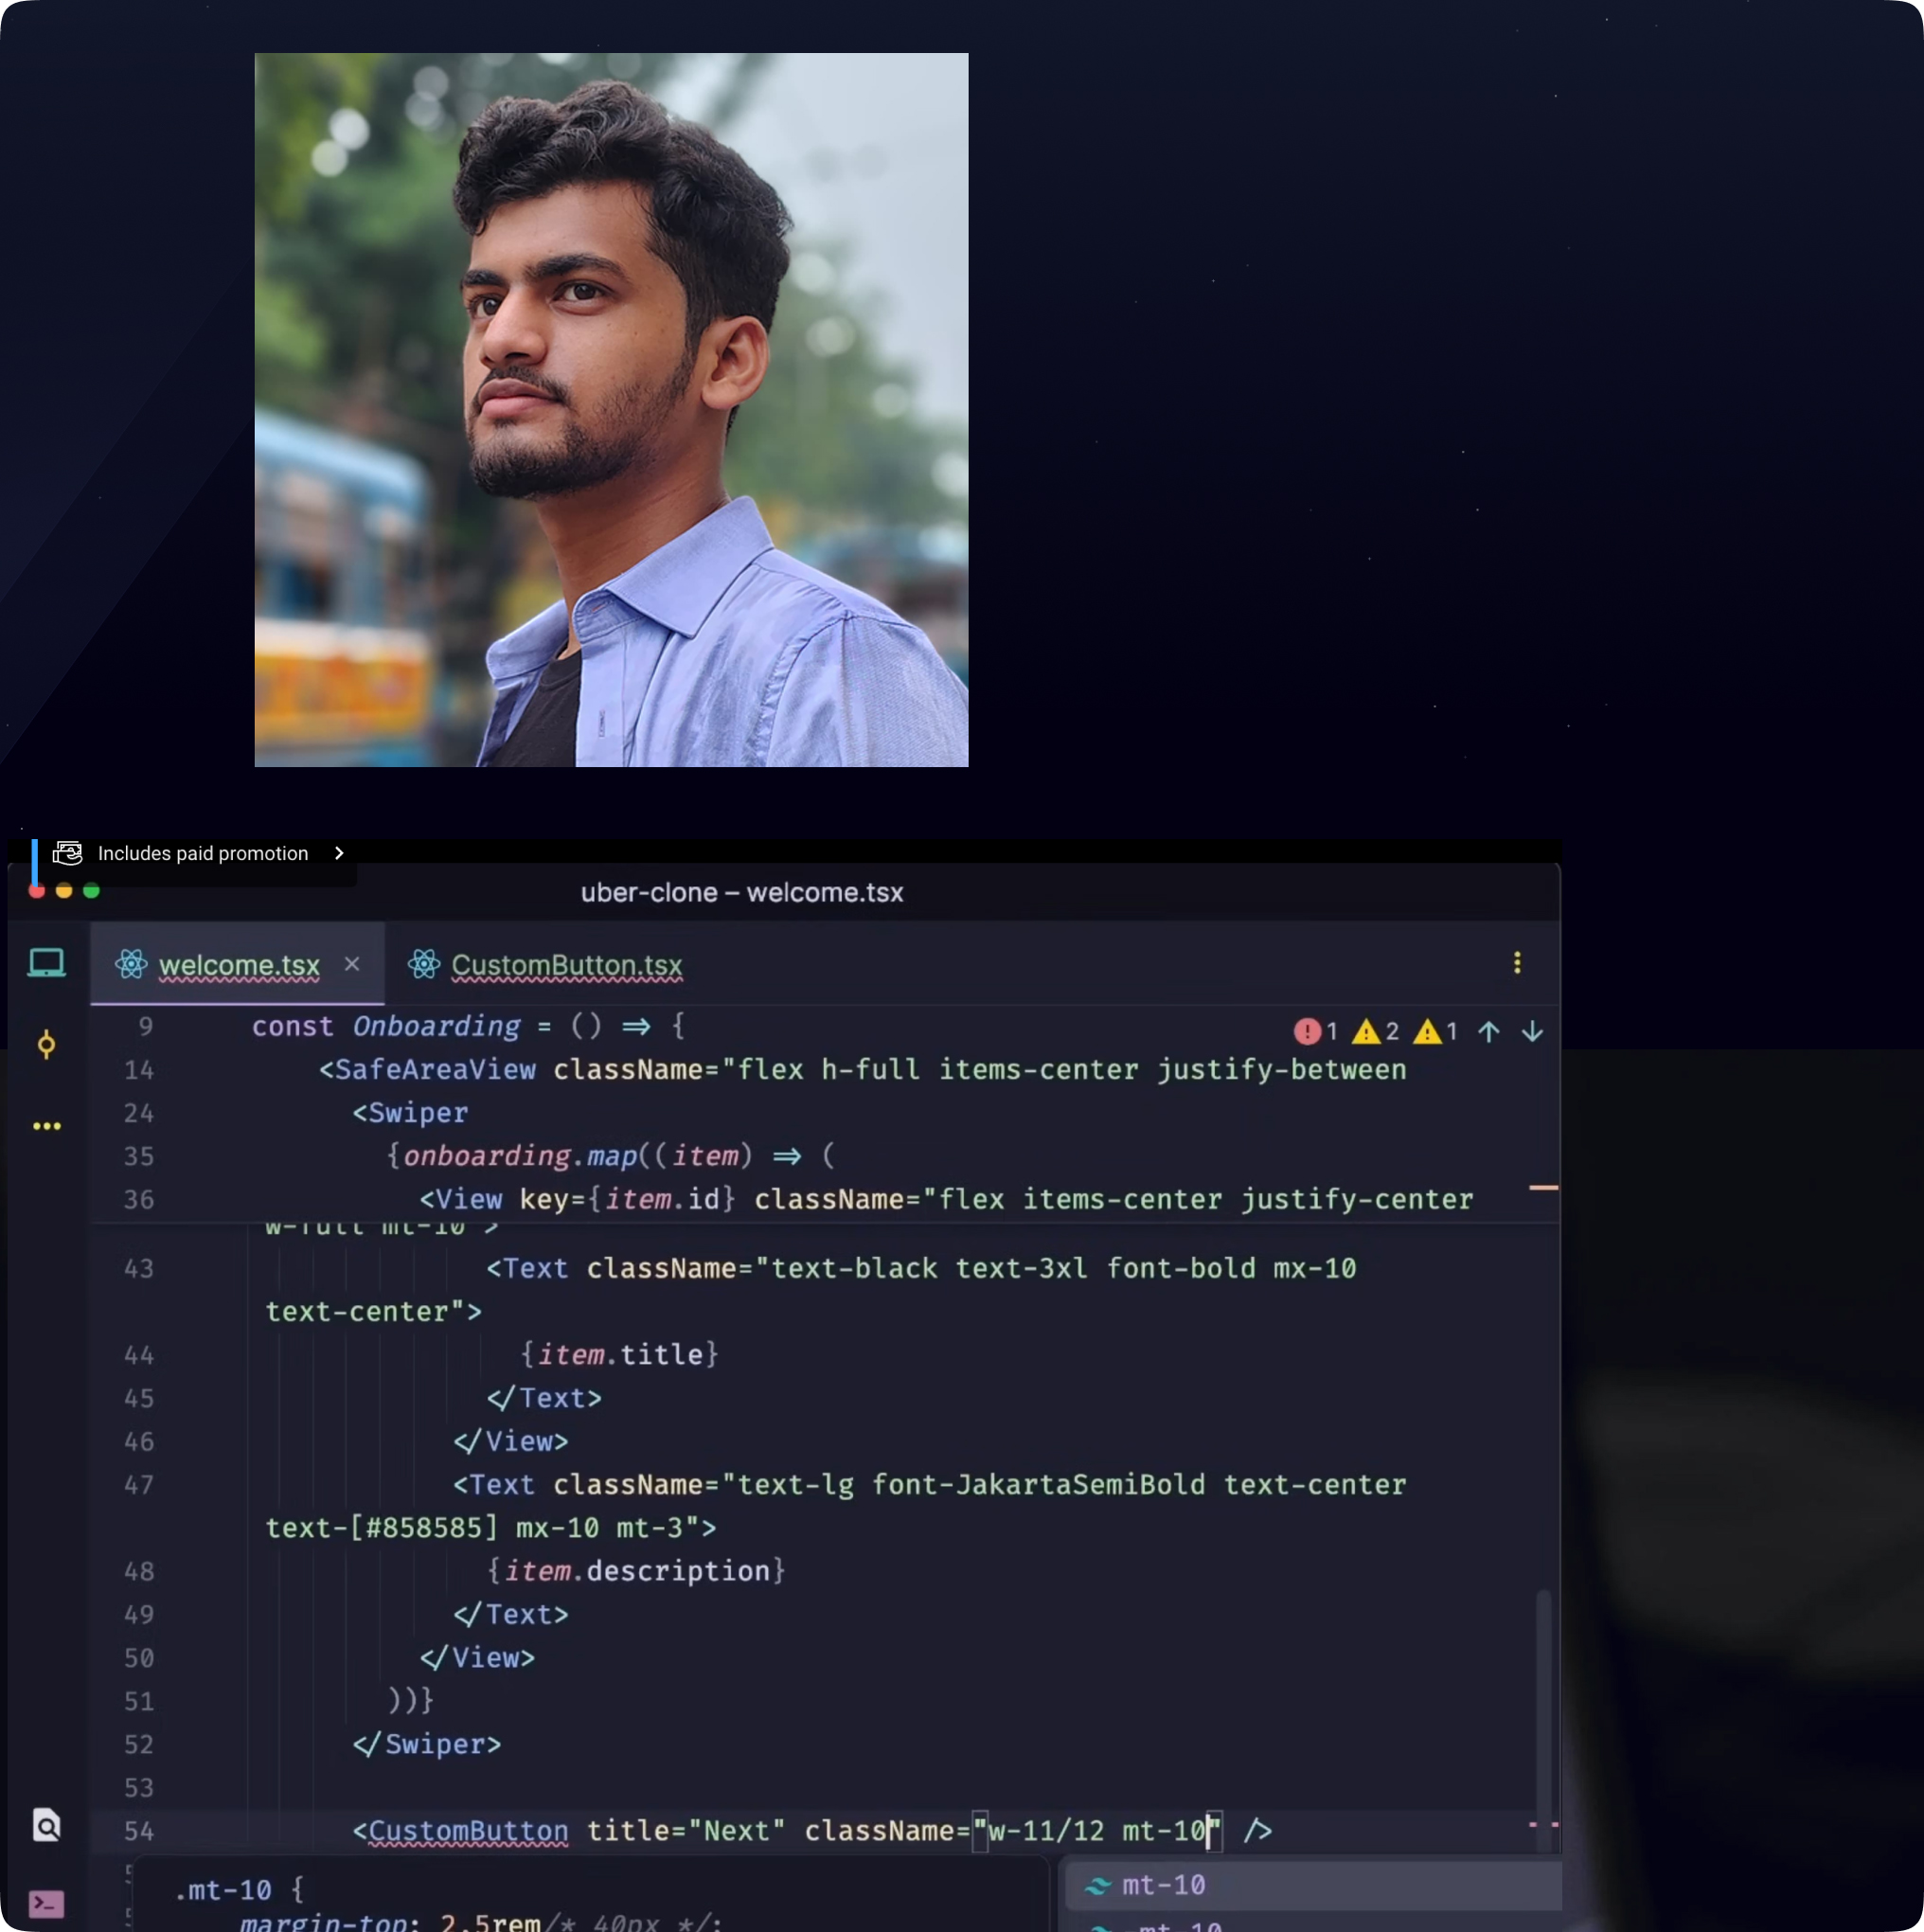 Includes paid promotion
uber-clone – welcome.tsx
welcome.tsx × CustomButton.tsx
9 const Onboarding = () => {
1 2 1
14 <SafeAreaView className="flex h-full items-center justify-between
24 <Swiper
35 {onboarding.map((item) => (
36 <View key={item.id} className="flex items-center justify-center
w-full mt-10">
43 <Text className="text-black text-3xl font-bold mx-10
text-center">
44 {item.title}
45 </Text>
46 </View>
47 <Text className="text-lg font-JakartaSemiBold text-center
text-[#858585] mx-10 mt-3">
48 {item.description}
49 </Text>
50 </View>
51 ))}
52 </Swiper>
53
54 <CustomButton title="Next" className="w-11/12 mt-10" />
.mt-10 {
margin-top: 2.5rem/* 40px */;
mt-10
-mt-10